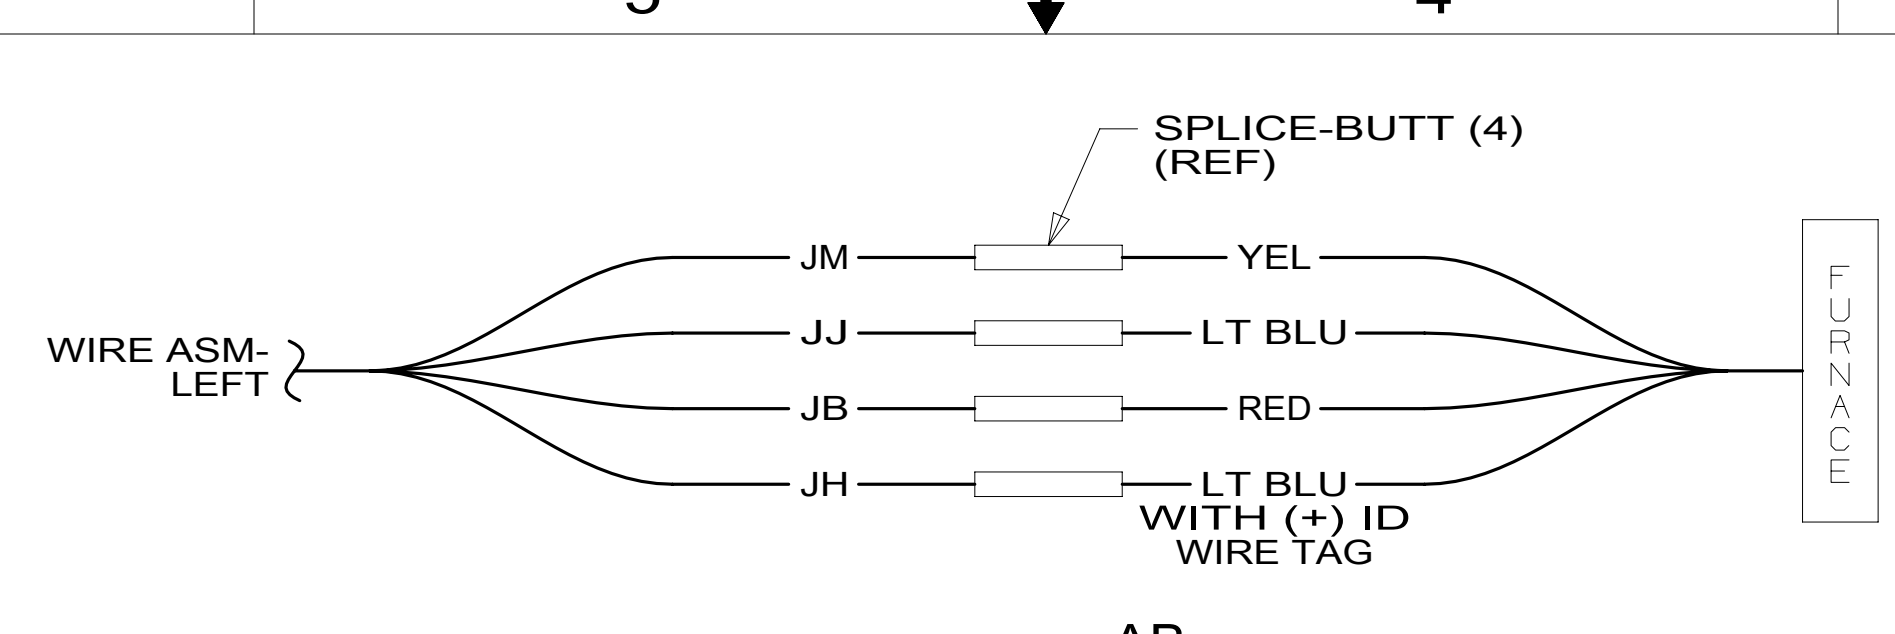 SPLICE-BUTT (4)
(REF)
JM
YEL
JJ
LT BLU
WIRE ASM-
LEFT
JB
RED
JH
LT BLU
WITH (+) ID
WIRE TAG
FURNACE